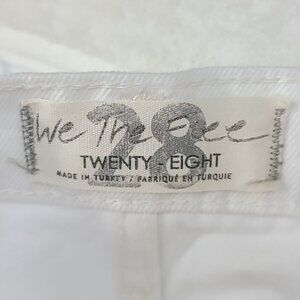 We The Free
28
TWENTY - EIGHT
MADE IN TURKEY / FABRIQUÉ EN TURQUIE